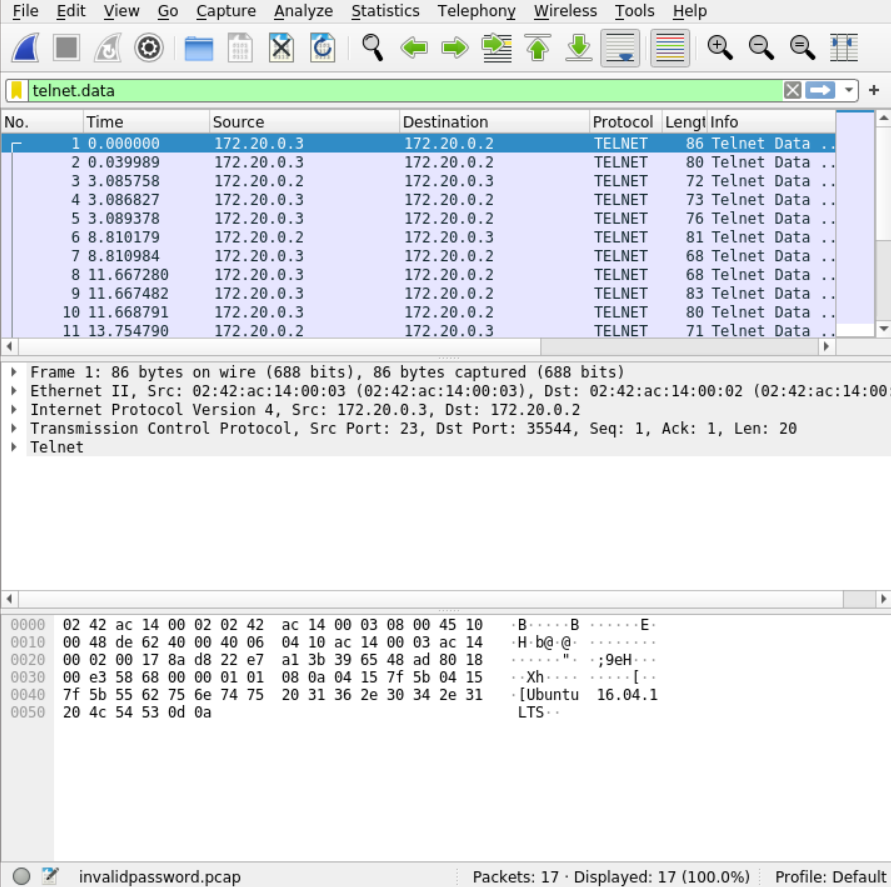 File Edit View Go Capture Analyze Statistics Telephony Wireless Tools Help
telnet.data
No. Time Source Destination Protocol Lengt Info
1 0.000000 172.20.0.3 172.20.0.2 TELNET 86 Telnet Data ..
2 0.039989 172.20.0.3 172.20.0.2 TELNET 80 Telnet Data ..
3 3.085758 172.20.0.2 172.20.0.3 TELNET 72 Telnet Data ..
4 3.086827 172.20.0.3 172.20.0.2 TELNET 73 Telnet Data ..
5 3.089378 172.20.0.3 172.20.0.2 TELNET 76 Telnet Data ..
6 8.810179 172.20.0.2 172.20.0.3 TELNET 81 Telnet Data ..
7 8.810984 172.20.0.3 172.20.0.2 TELNET 68 Telnet Data ..
8 11.667280 172.20.0.3 172.20.0.2 TELNET 68 Telnet Data ..
9 11.667482 172.20.0.3 172.20.0.2 TELNET 83 Telnet Data ..
10 11.668791 172.20.0.3 172.20.0.2 TELNET 80 Telnet Data ..
11 13.754790 172.20.0.2 172.20.0.3 TELNET 71 Telnet Data ..
Frame 1: 86 bytes on wire (688 bits), 86 bytes captured (688 bits)
Ethernet II, Src: 02:42:ac:14:00:03 (02:42:ac:14:00:03), Dst: 02:42:ac:14:00:02 (02:42:ac:14:00:
Internet Protocol Version 4, Src: 172.20.0.3, Dst: 172.20.0.2
Transmission Control Protocol, Src Port: 23, Dst Port: 35544, Seq: 1, Ack: 1, Len: 20
Telnet
0000 02 42 ac 14 00 02 02 42 ac 14 00 03 08 00 45 10 ·B·····B ······E·
0010 00 48 de 62 40 00 40 06 04 10 ac 14 00 03 ac 14 ·H·b@·@· ········
0020 00 02 00 17 8a d8 22 e7 a1 3b 39 65 48 ad 80 18 ······"· ·;9eH···
0030 00 e3 58 68 00 00 01 01 08 0a 04 15 7f 5b 04 15 ··Xh···· ·····[··
0040 7f 5b 55 62 75 6e 74 75 20 31 36 2e 30 34 2e 31 ·[Ubuntu 16.04.1
0050 20 4c 54 53 0d 0a LTS··
invalidpassword.pcap Packets: 17 · Displayed: 17 (100.0%) Profile: Default